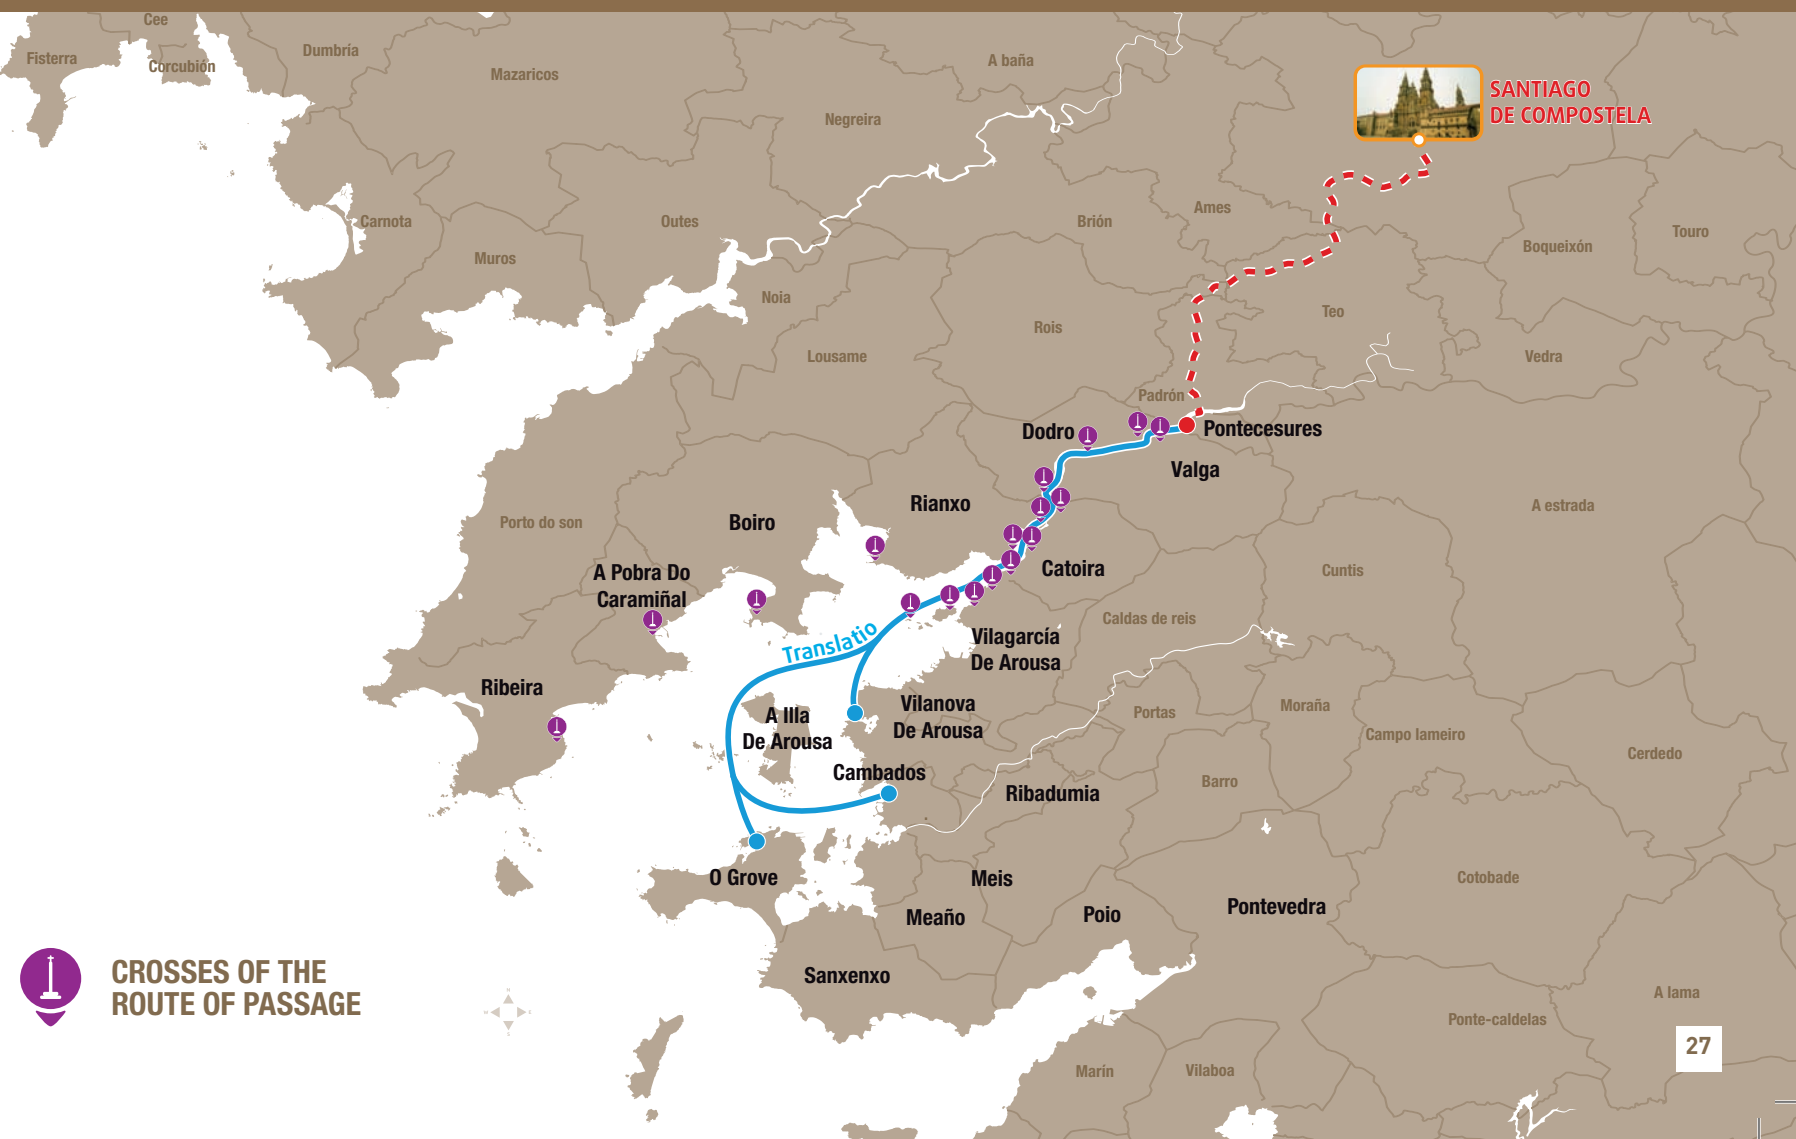 Cee
Fisterra
Corcubión
Dumbría
Mazaricos
A baña
Negreira
SANTIAGO
DE COMPOSTELA
Carnota
Muros
Outes
Brión
Ames
Boqueixón
Touro
Noia
Lousame
Rois
Teo
Vedra
Padrón
Dodro
Pontecesures
Valga
Porto do son
Boiro
Rianxo
A estrada
A Pobra Do
Caramiñal
Catoira
Cuntis
Caldas de reis
Translatio
Vilagarcía
De Arousa
Ribeira
A Illa
De Arousa
Vilanova
De Arousa
Portas
Moraña
Campo lameiro
Cerdedo
Cambados
Ribadumia
Barro
O Grove
Meis
Cotobade
Meaño
Poio
Pontevedra
Sanxenxo
CROSSES OF THE
ROUTE OF PASSAGE
A lama
Ponte-caldelas
Marín
Vilaboa
27